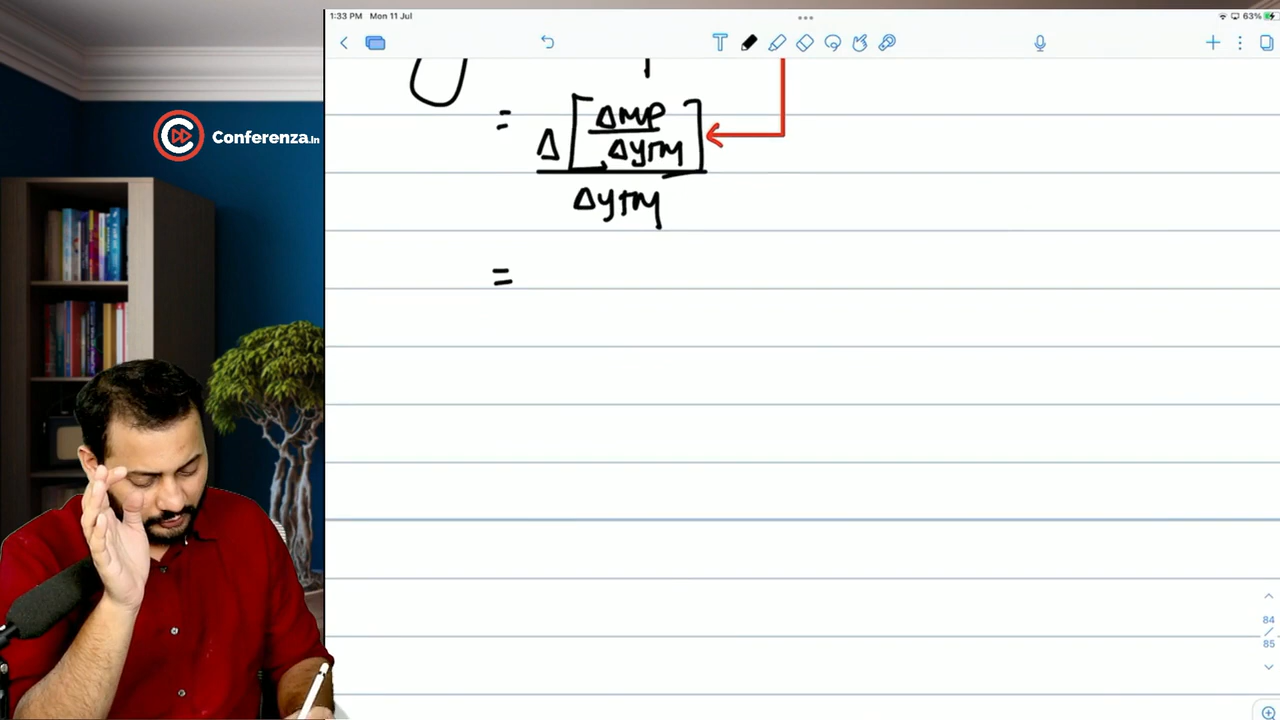 1:33 PM Mon 11 Jul
63%
Conferenza.in
= Δ [ ΔMP / ΔYTM ]
ΔYTM
=
84
/
85